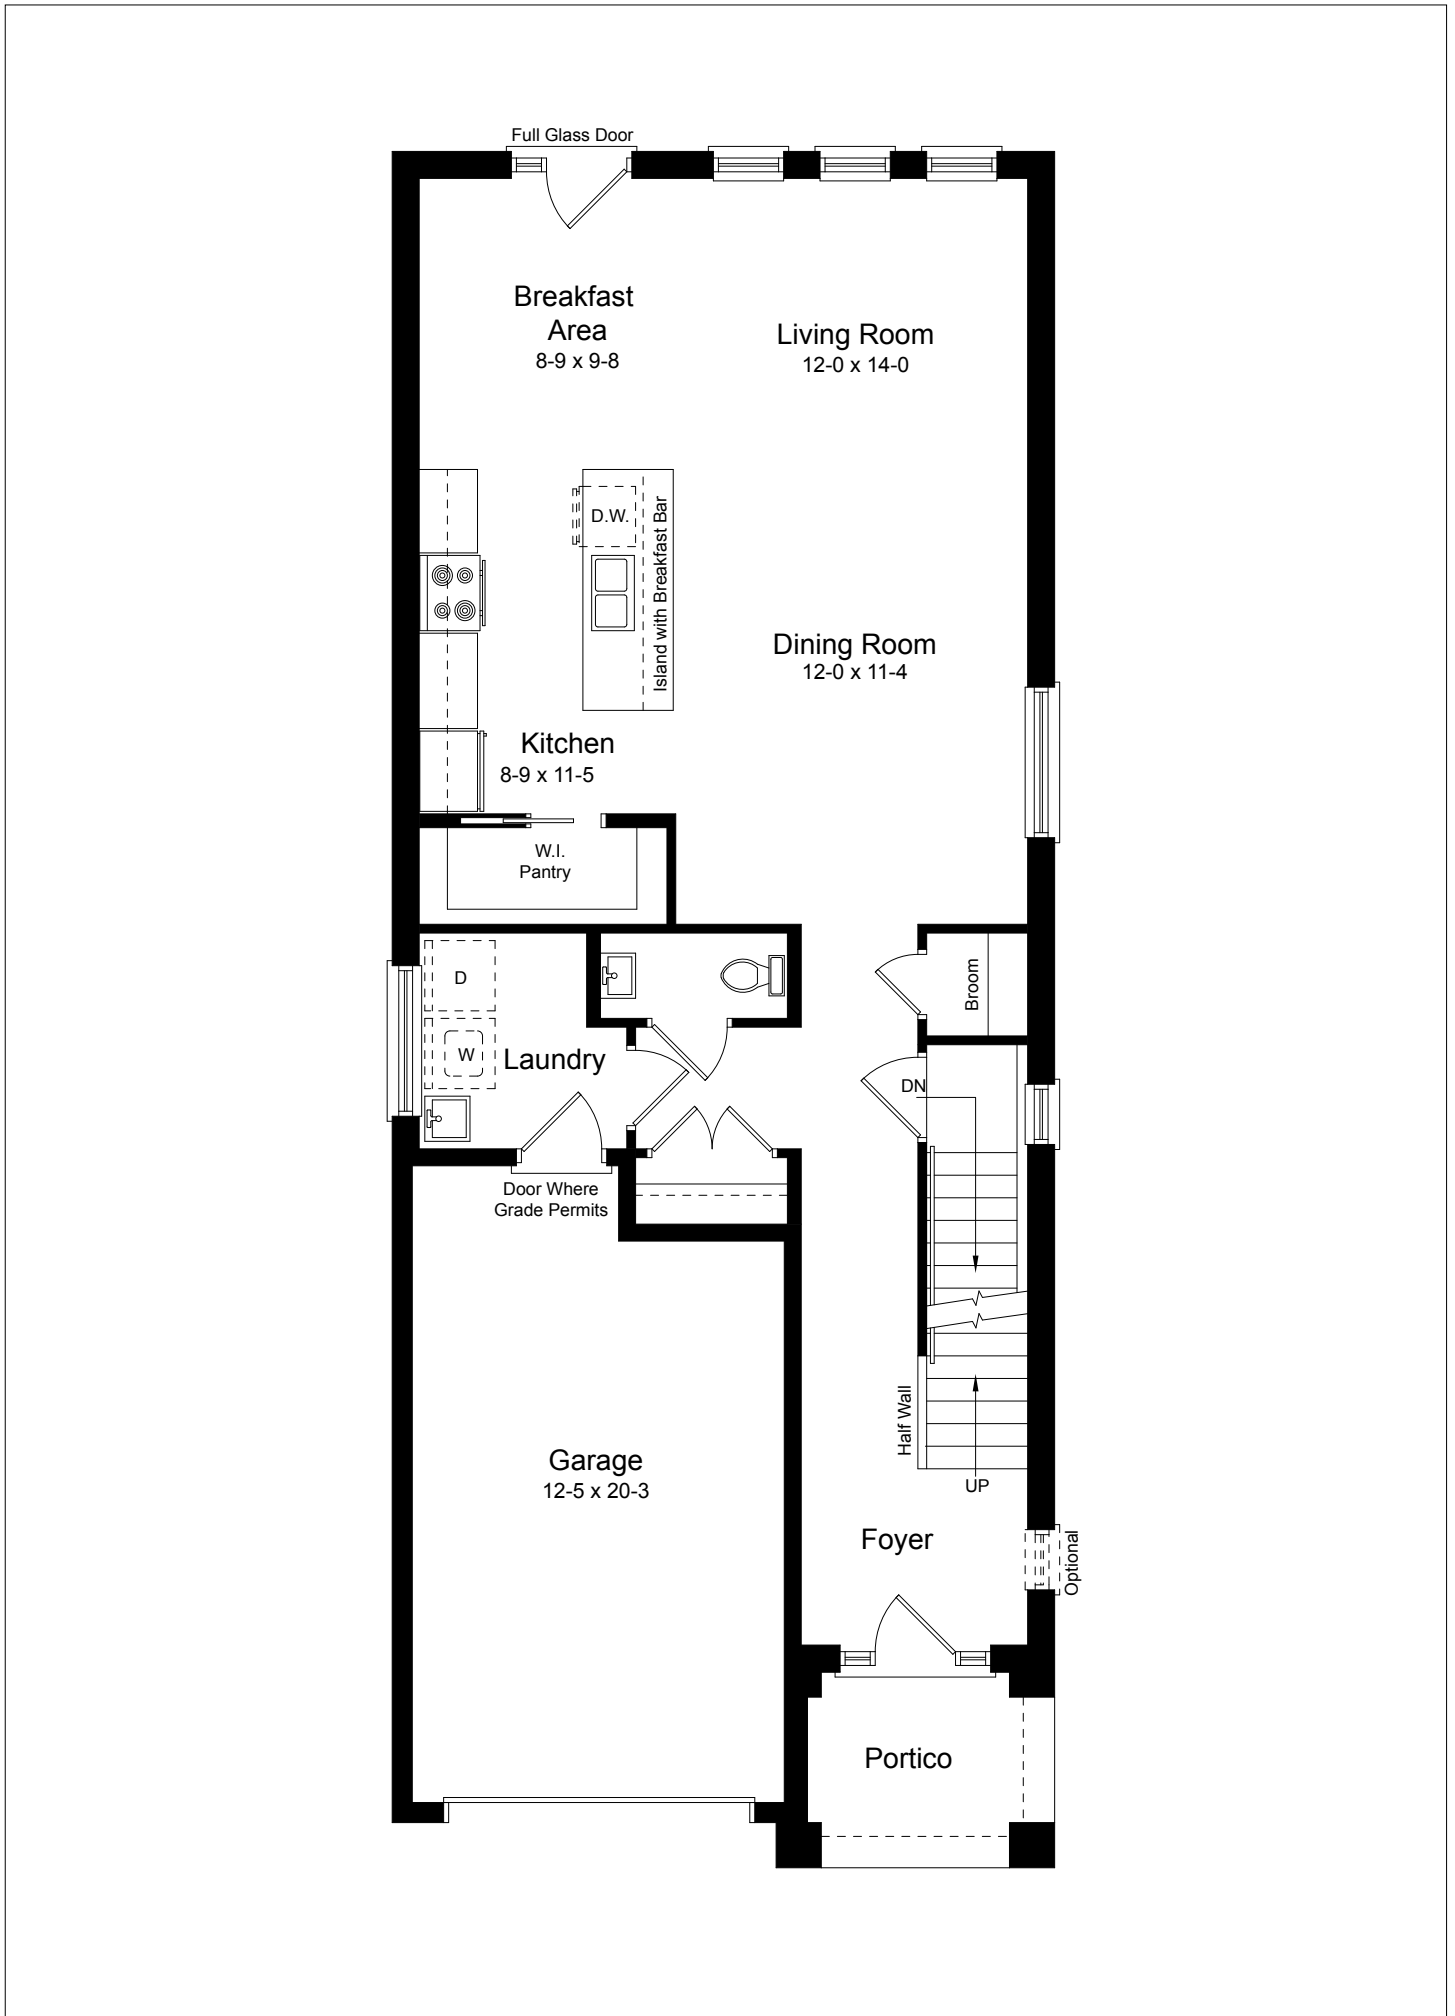 Full Glass Door
Breakfast
Area
8-9 x 9-8
Living Room
12-0 x 14-0
D.W.
Island with Breakfast Bar
Dining Room
12-0 x 11-4
Kitchen
8-9 x 11-5
W.I.
Pantry
D
W
Laundry
Broom
DN
Door Where
Grade Permits
Half Wall
UP
Garage
12-5 x 20-3
Foyer
Optional
Portico